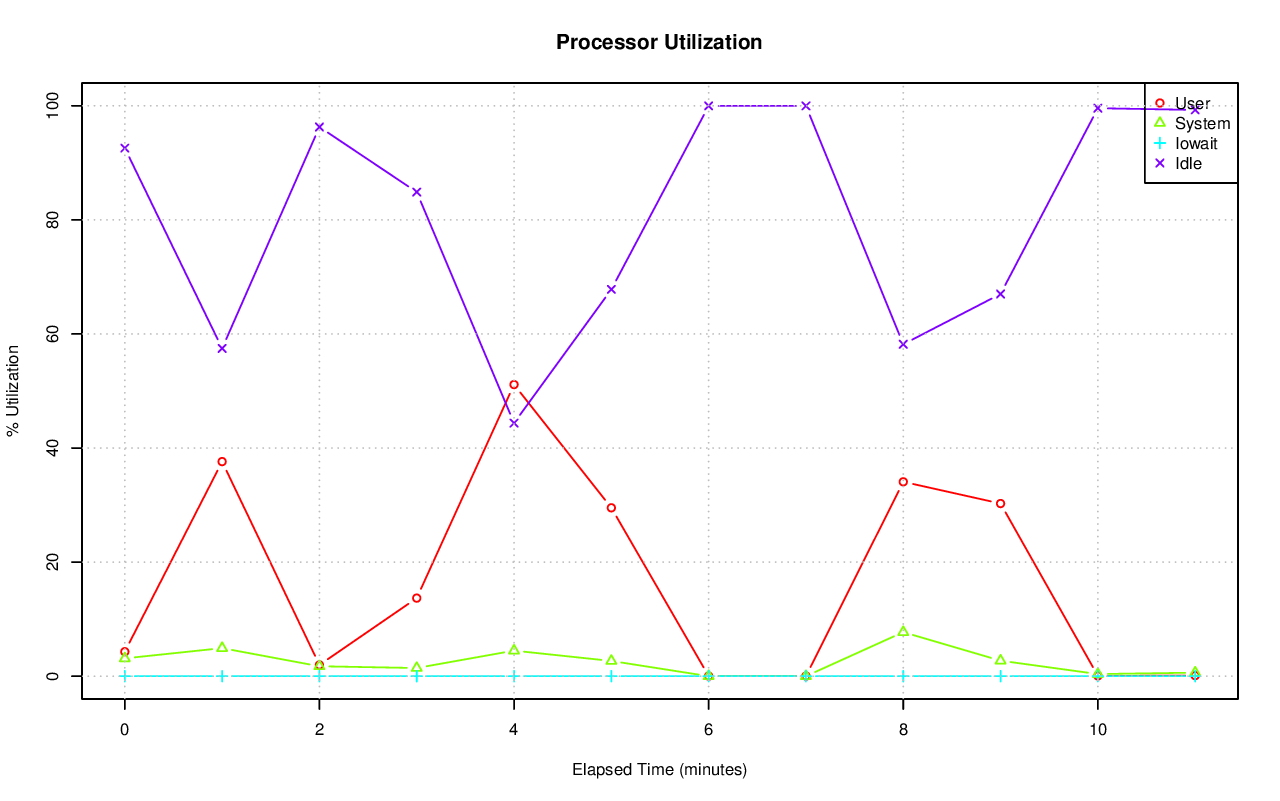 Processor Utilization
% Utilization
100
80
60
40
20
0
User
System
Iowait
Idle
0 2 4 6 8 10
Elapsed Time (minutes)